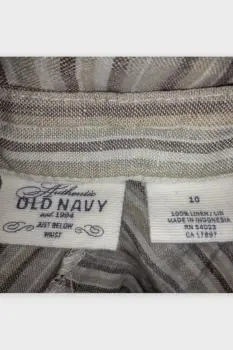 Authentic
OLD NAVY
est. 1994
JUST BELOW
WAIST
10
100% LINEN/LIN
MADE IN INDONESIA
RN 54023
CA 17897